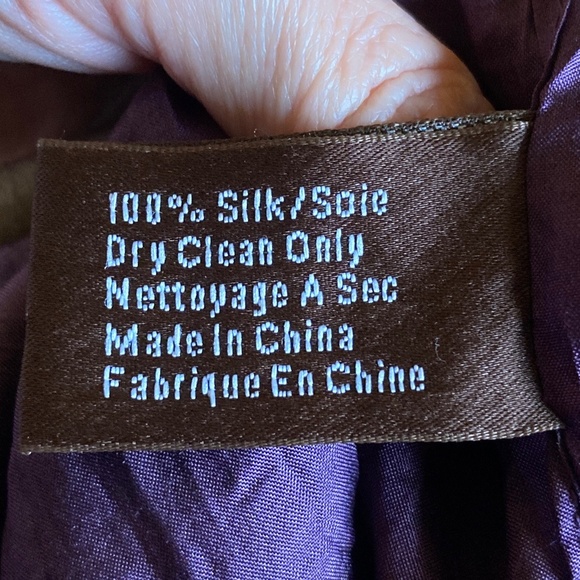 100% Silk/Soie
Dry Clean Only
Nettoyage A Sec
Made In China
Fabrique En Chine